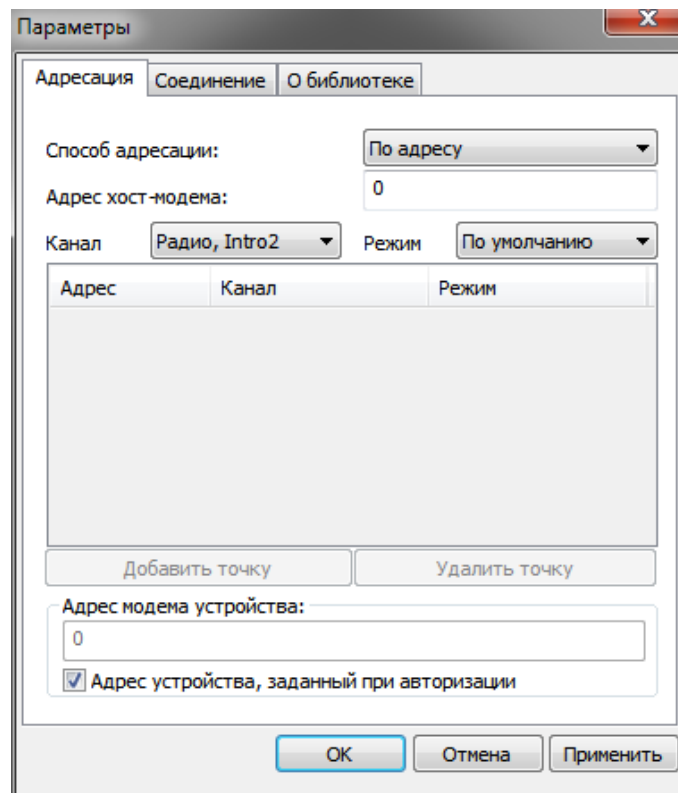 Параметры
Адресация Соединение О библиотеке
Способ адресации: По адресу
Адрес хост-модема: 0
Канал Радио, Intro2 Режим По умолчанию
Адрес Канал Режим
Добавить точку Удалить точку
Адрес модема устройства:
0
Адрес устройства, заданный при авторизации
OK Отмена Применить